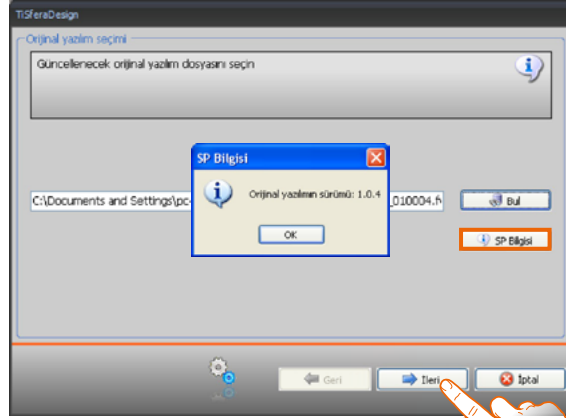 TiSferaDesign
Orijinal yazılım seçimi
Güncellenecek orijinal yazılım dosyasını seçin
SP Bilgisi
Orijinal yazılımın sürümü: 1.0.4
C:\Documents and Settings\pc- _010004.f
Bul
OK
SP Bilgisi
Geri
İleri
İptal